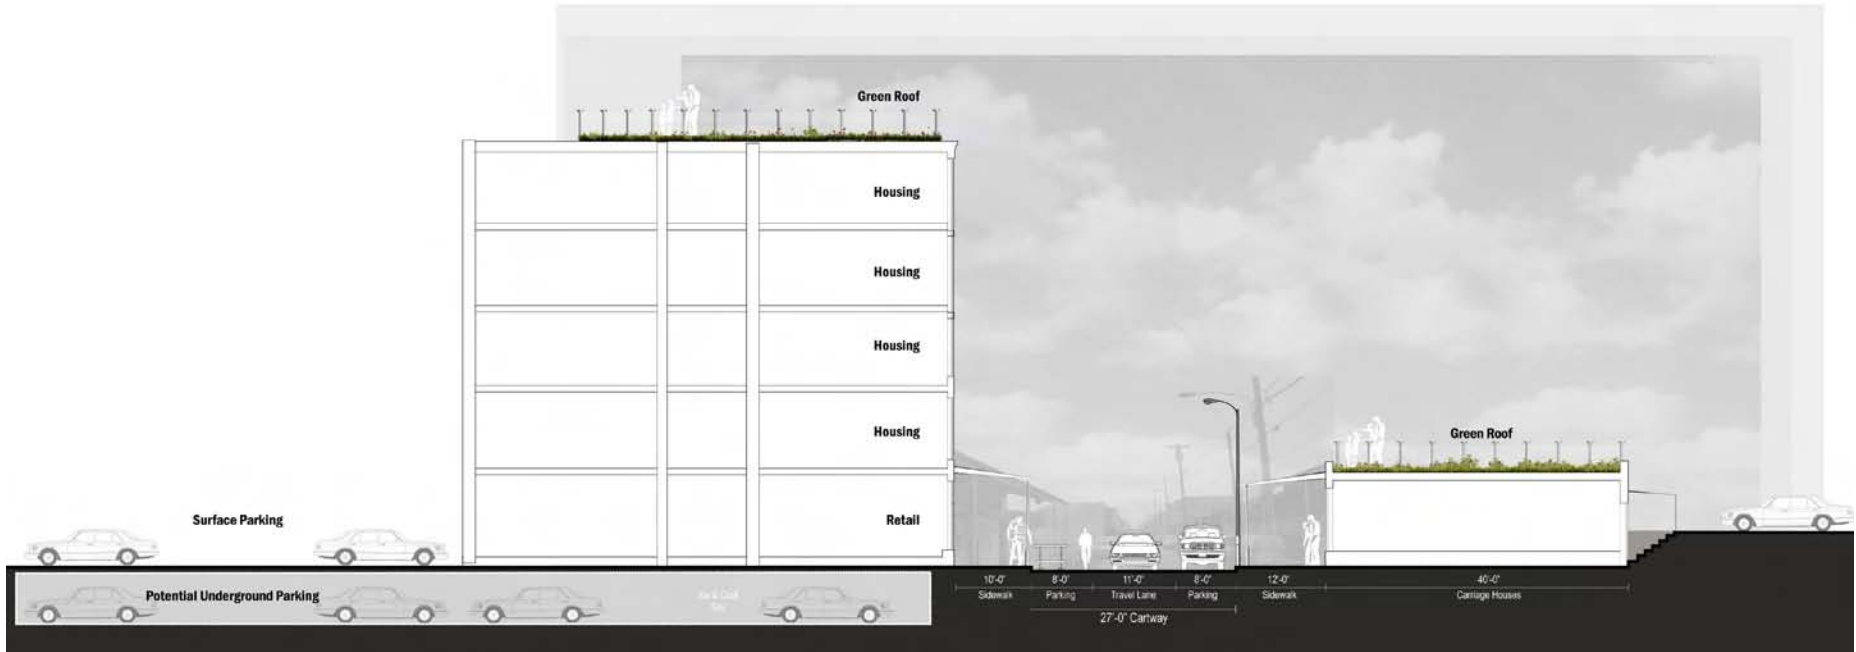 Green Roof
Housing
Housing
Housing
Housing
Green Roof
Surface Parking
Retail
Potential Underground Parking
10'-0" 8'-0" 11'-0" 8'-0" 12'-0" 40'-0"
Sidewalk Parking Travel Lane Parking Sidewalk Carriage Houses
27'-0" Cartway